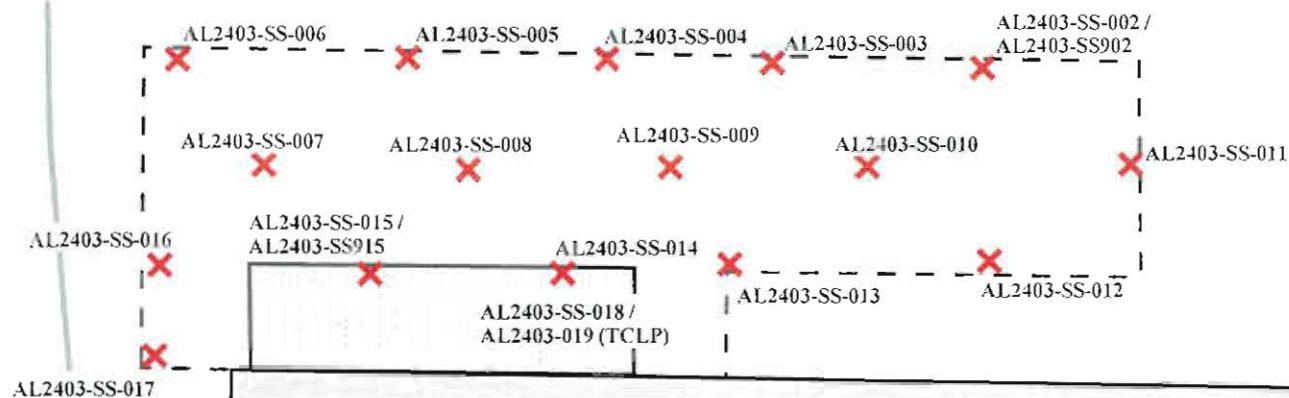 AL2403-SS-006
AL2403-SS-005
AL2403-SS-004
AL2403-SS-003
AL2403-SS-002 /
AL2403-SS902
AL2403-SS-007
AL2403-SS-008
AL2403-SS-009
AL2403-SS-010
AL2403-SS-011
AL2403-SS-016
AL2403-SS-015 /
AL2403-SS915
AL2403-SS-014
AL2403-SS-013
AL2403-SS-012
AL2403-SS-018 /
AL2403-019 (TCLP)
AL2403-SS-017